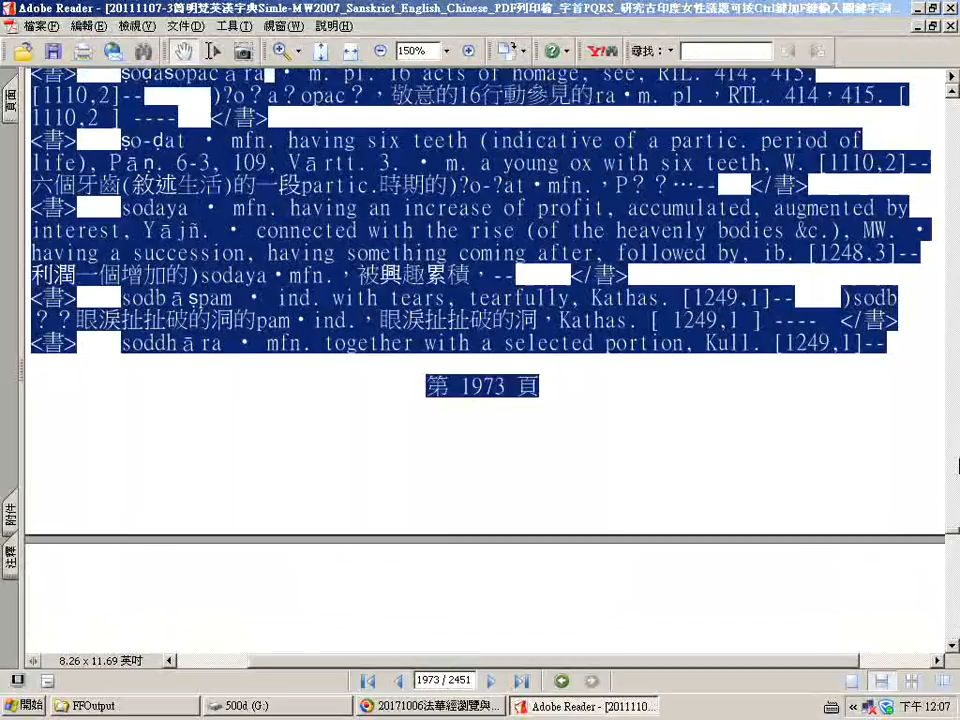 Adobe Reader - [20111107-3簡明梵英漢字典Simle-MW2007_Sanskrict_English_Chinese_PDF列印檔_字首PQRS_研究古印度女性議題可按Ctrl鍵加F鍵輸入關鍵字詞...
檔案(F) 編輯(E) 檢視(V) 文件(D) 工具(T) 視窗(W) 說明(H)
150% 尋找：
頁面
<書> ṣoḍaśopacāra • m. pl. 16 acts of homage, see, RTL. 414, 415.
[1110,2]-- )?o？a？opac？，敬意的16行動參見的ra‧m. pl.，RTL. 414，415. [
1110,2 ] ---- </書>
<書> ṣo-ḍat • mfn. having six teeth (indicative of a partic. period of
life), Pāṇ. 6-3, 109, Vārtt. 3. • m. a young ox with six teeth, W. [1110,2]--
六個牙齒(敘述生活)的一段partic.時期的)?o-?at‧mfn.，P？？…-- </書>
<書> sodaya • mfn. having an increase of profit, accumulated, augmented by
interest, Yājñ. • connected with the rise (of the heavenly bodies &c.), MW. •
having a succession, having something coming after, followed by, ib. [1248,3]--
利潤一個增加的)sodaya‧mfn.，被興趣累積，-- </書>
<書> sodbāṣpam • ind. with tears, tearfully, Kathas. [1249,1]-- )sodb
？？眼淚扯扯破的洞的pam‧ind.，眼淚扯扯破的洞，Kathas. [ 1249,1 ] ---- </書>
<書> soddhāra • mfn. together with a selected portion, Kull. [1249,1]--
第 1973 頁
附件
注釋
8.26 x 11.69 英吋
1973 / 2451
開始 FFOutput 500d (G:) 20171006法華經瀏覽與... Adobe Reader - [2011110... 下午 12:07